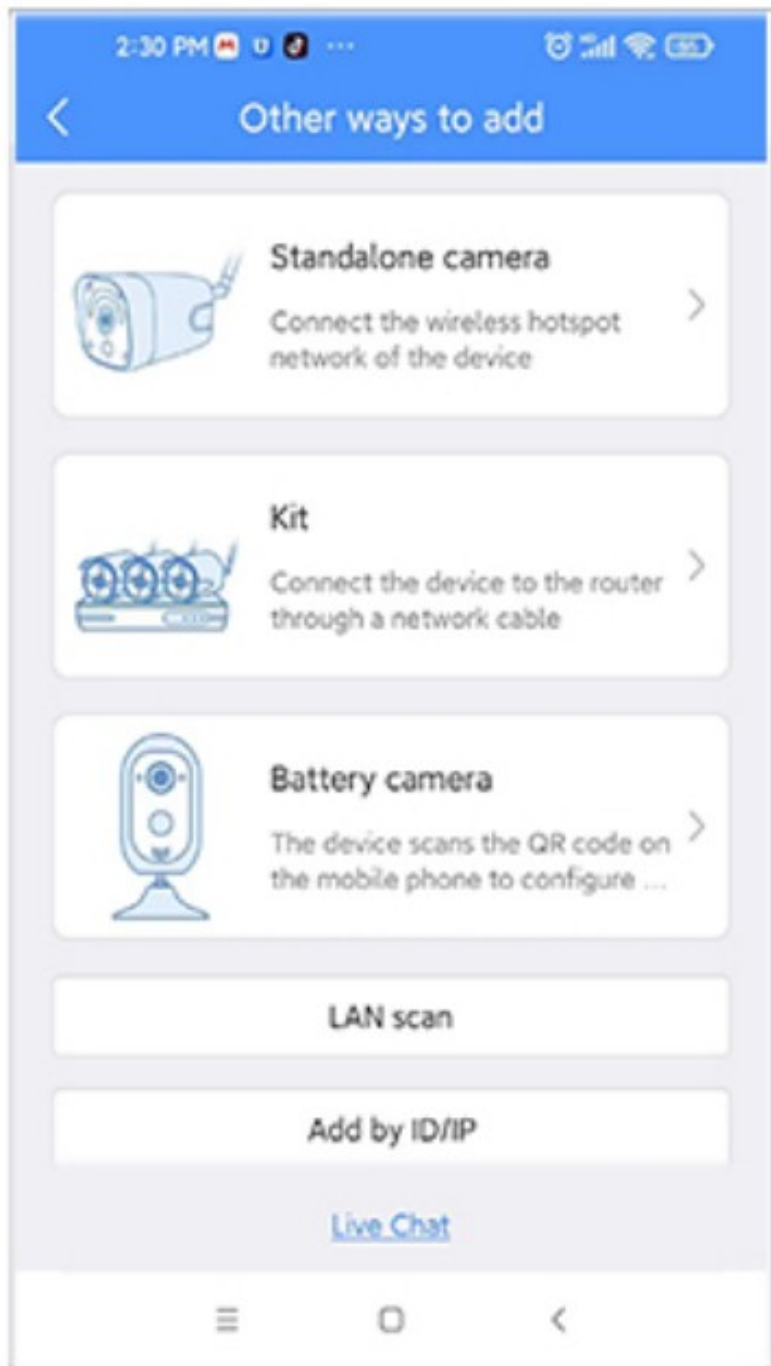 2:30 PM
Other ways to add
Standalone camera
Connect the wireless hotspot
network of the device
Kit
Connect the device to the router
through a network cable
Battery camera
The device scans the QR code on
the mobile phone to configure ...
LAN scan
Add by ID/IP
Live Chat